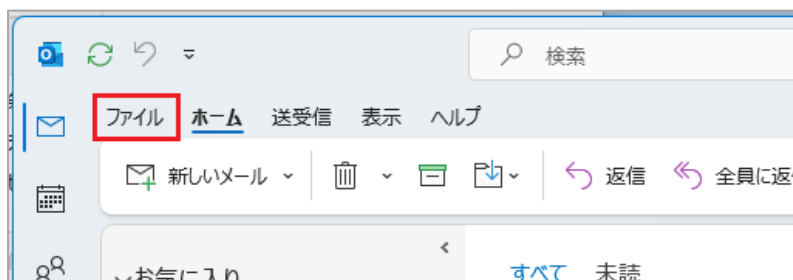 検索
ファイル ホーム 送受信 表示 ヘルプ
新しいメール 返信 全員に返
お気に入り すべて 未読